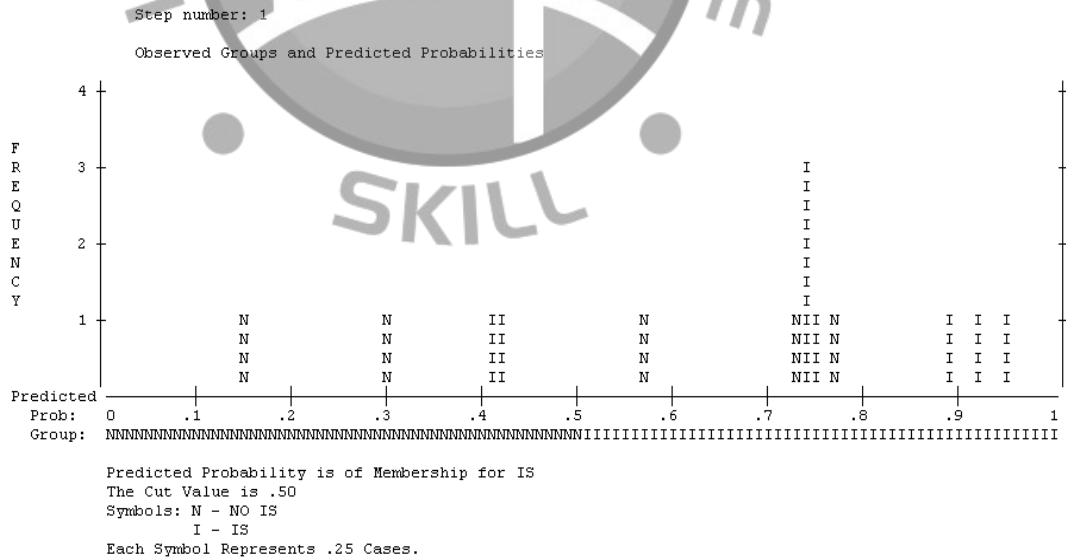 Step number: 1
Observed Groups and Predicted Probabilities
SKILL
FREQUENCY
4
3 I
I
I
I
2 I
I
I
I
1 N N II N NII N I I I
N N II N NII N I I I
N N II N NII N I I I
N N II N NII N I I I
Predicted
Prob: 0 .1 .2 .3 .4 .5 .6 .7 .8 .9 1
Group: NNNNNNNNNNNNNNNNNNNNNNNNNNNNNNNNNNNNNNNNNNNNNNNNNNIIIIIIIIIIIIIIIIIIIIIIIIIIIIIIIIIIIIIIIIIIIIIIIIII
Predicted Probability is of Membership for IS
The Cut Value is .50
Symbols: N - NO IS
I - IS
Each Symbol Represents .25 Cases.